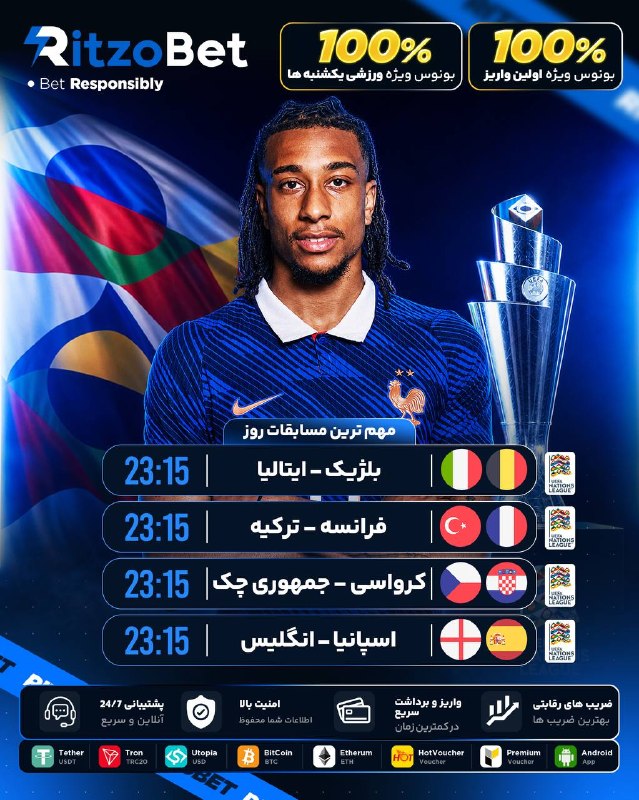 RitzoBet
• Bet Responsibly
100%
بونوس ویژه ورزشی یکشنبه ها
100%
بونوس ویژه اولین واریز
مهم ترین مسابقات روز
بلژیک - ایتالیا
23:15
UEFA NATIONS LEAGUE
فرانسه - ترکیه
23:15
UEFA NATIONS LEAGUE
کرواسی - جمهوری چک
23:15
UEFA NATIONS LEAGUE
اسپانیا - انگلیس
23:15
UEFA NATIONS LEAGUE
ضریب های رقابتی
بهترین ضریب ها
واریز و برداشت
سریع
در کمترین زمان
امنیت بالا
اطلاعات شما محفوظ
پشتیبانی 24/7
آنلاین و سریع
Tether
USDT
Tron
TRC20
Utopia
USD
BitCoin
BTC
Etherum
ETH
HOT
HotVoucher
Voucher
Premium
Voucher
Android
App